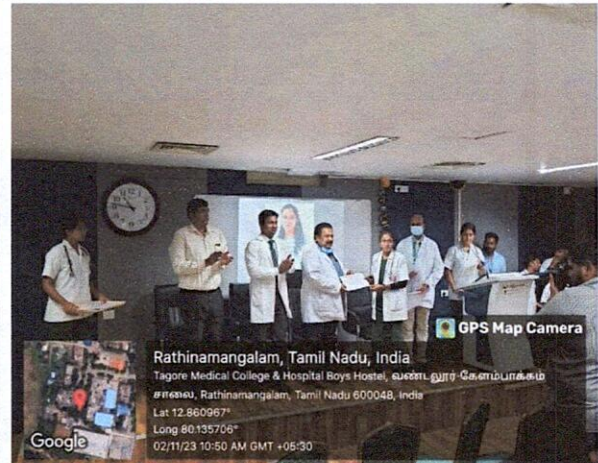 GPS Map Camera
Rathinamangalam, Tamil Nadu, India
Tagore Medical College & Hospital Boys Hostel, வண்டலூர்-கேளம்பாக்கம்
சாலை, Rathinamangalam, Tamil Nadu 600048, India
Lat 12.860967°
Long 80.135706°
02/11/23 10:50 AM GMT +05:30
Google